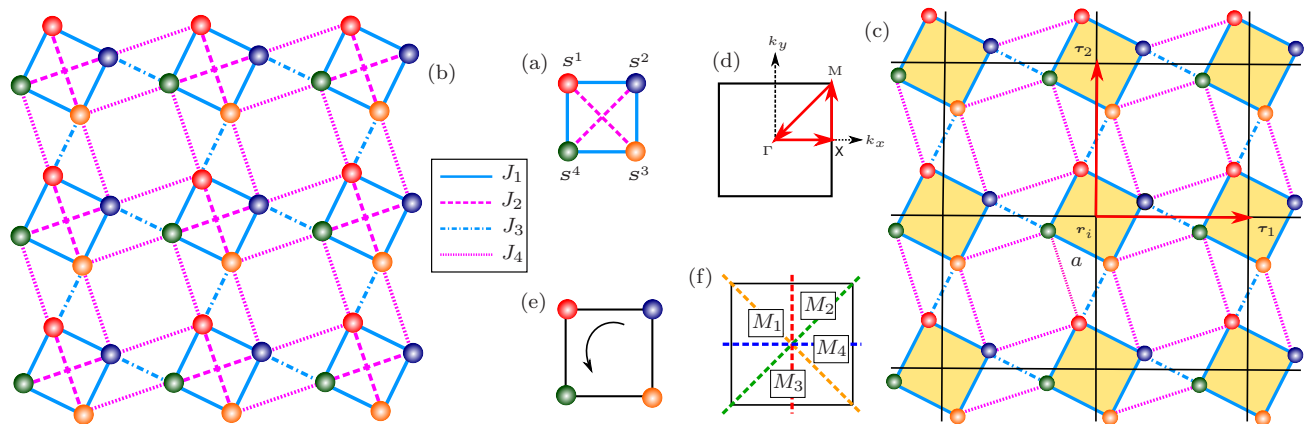 (b)
J₁
J₂
J₃
J₄
(a)
s¹ s²
s⁴ s³
(d)
k_y
M
Γ
X
k_x
(e)
(f)
M₁
M₂
M₄
M₃
(c)
τ₂
r_i
τ₁
a